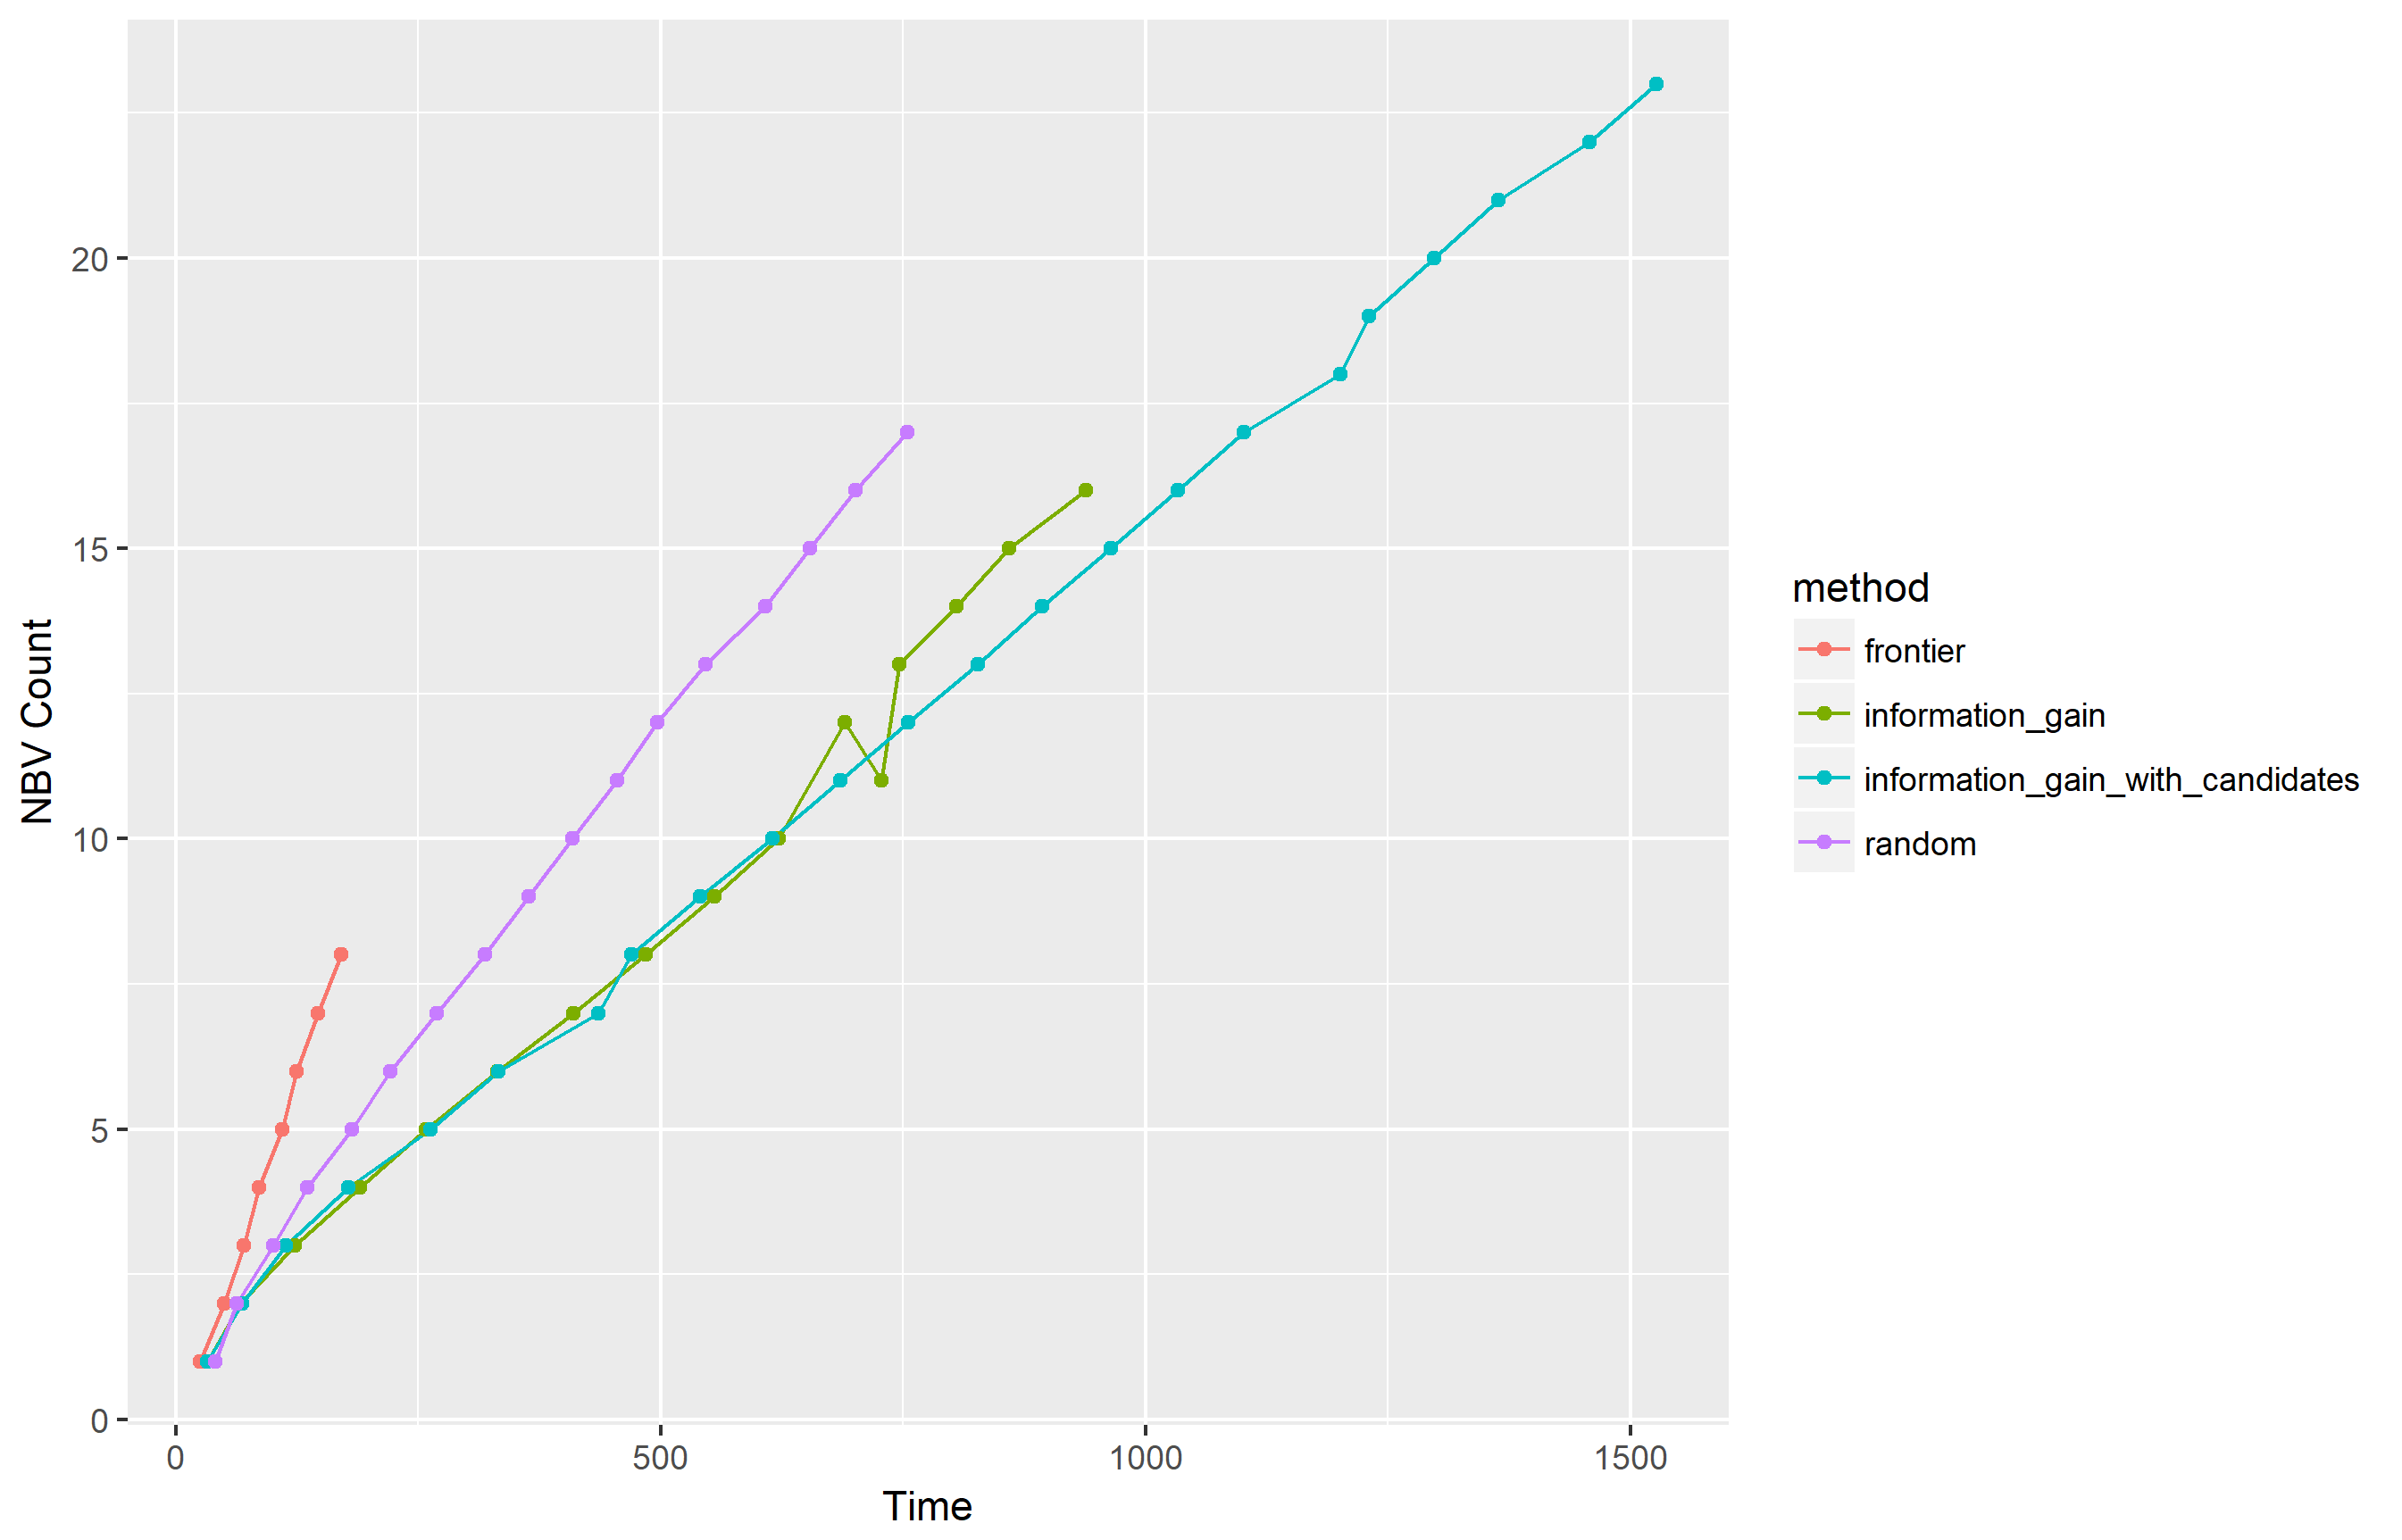 NBV Count
20
15
10
5
0
0 500 1000 1500
Time
method
frontier
information_gain
information_gain_with_candidates
random